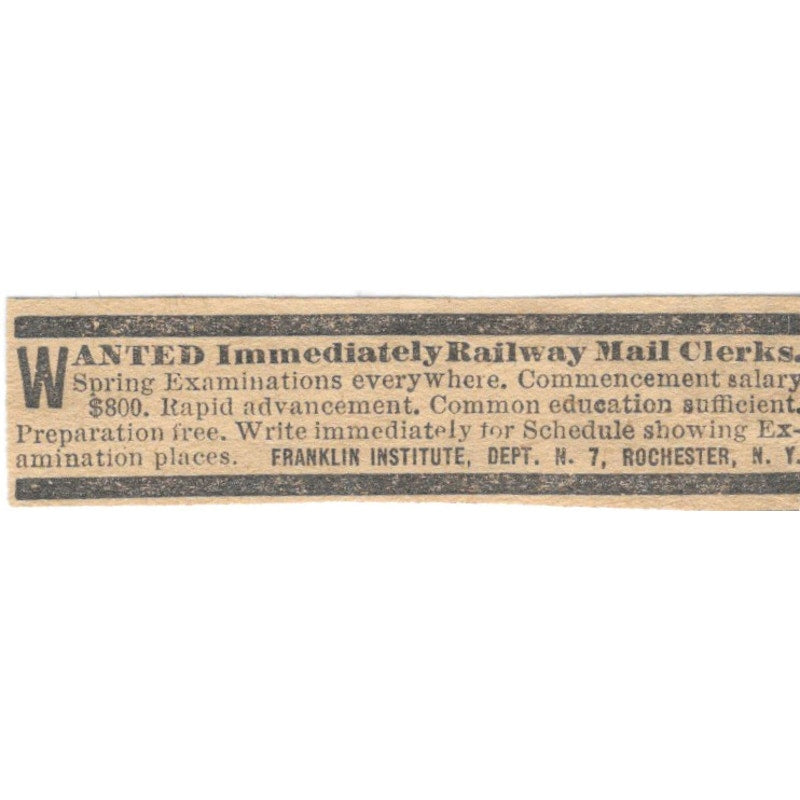 WANTED Immediately Railway Mail Clerks.
Spring Examinations everywhere. Commencement salary
$800. Rapid advancement. Common education sufficient.
Preparation free. Write immediately for Schedule showing Ex-
amination places. FRANKLIN INSTITUTE, DEPT. N. 7, ROCHESTER, N. Y.